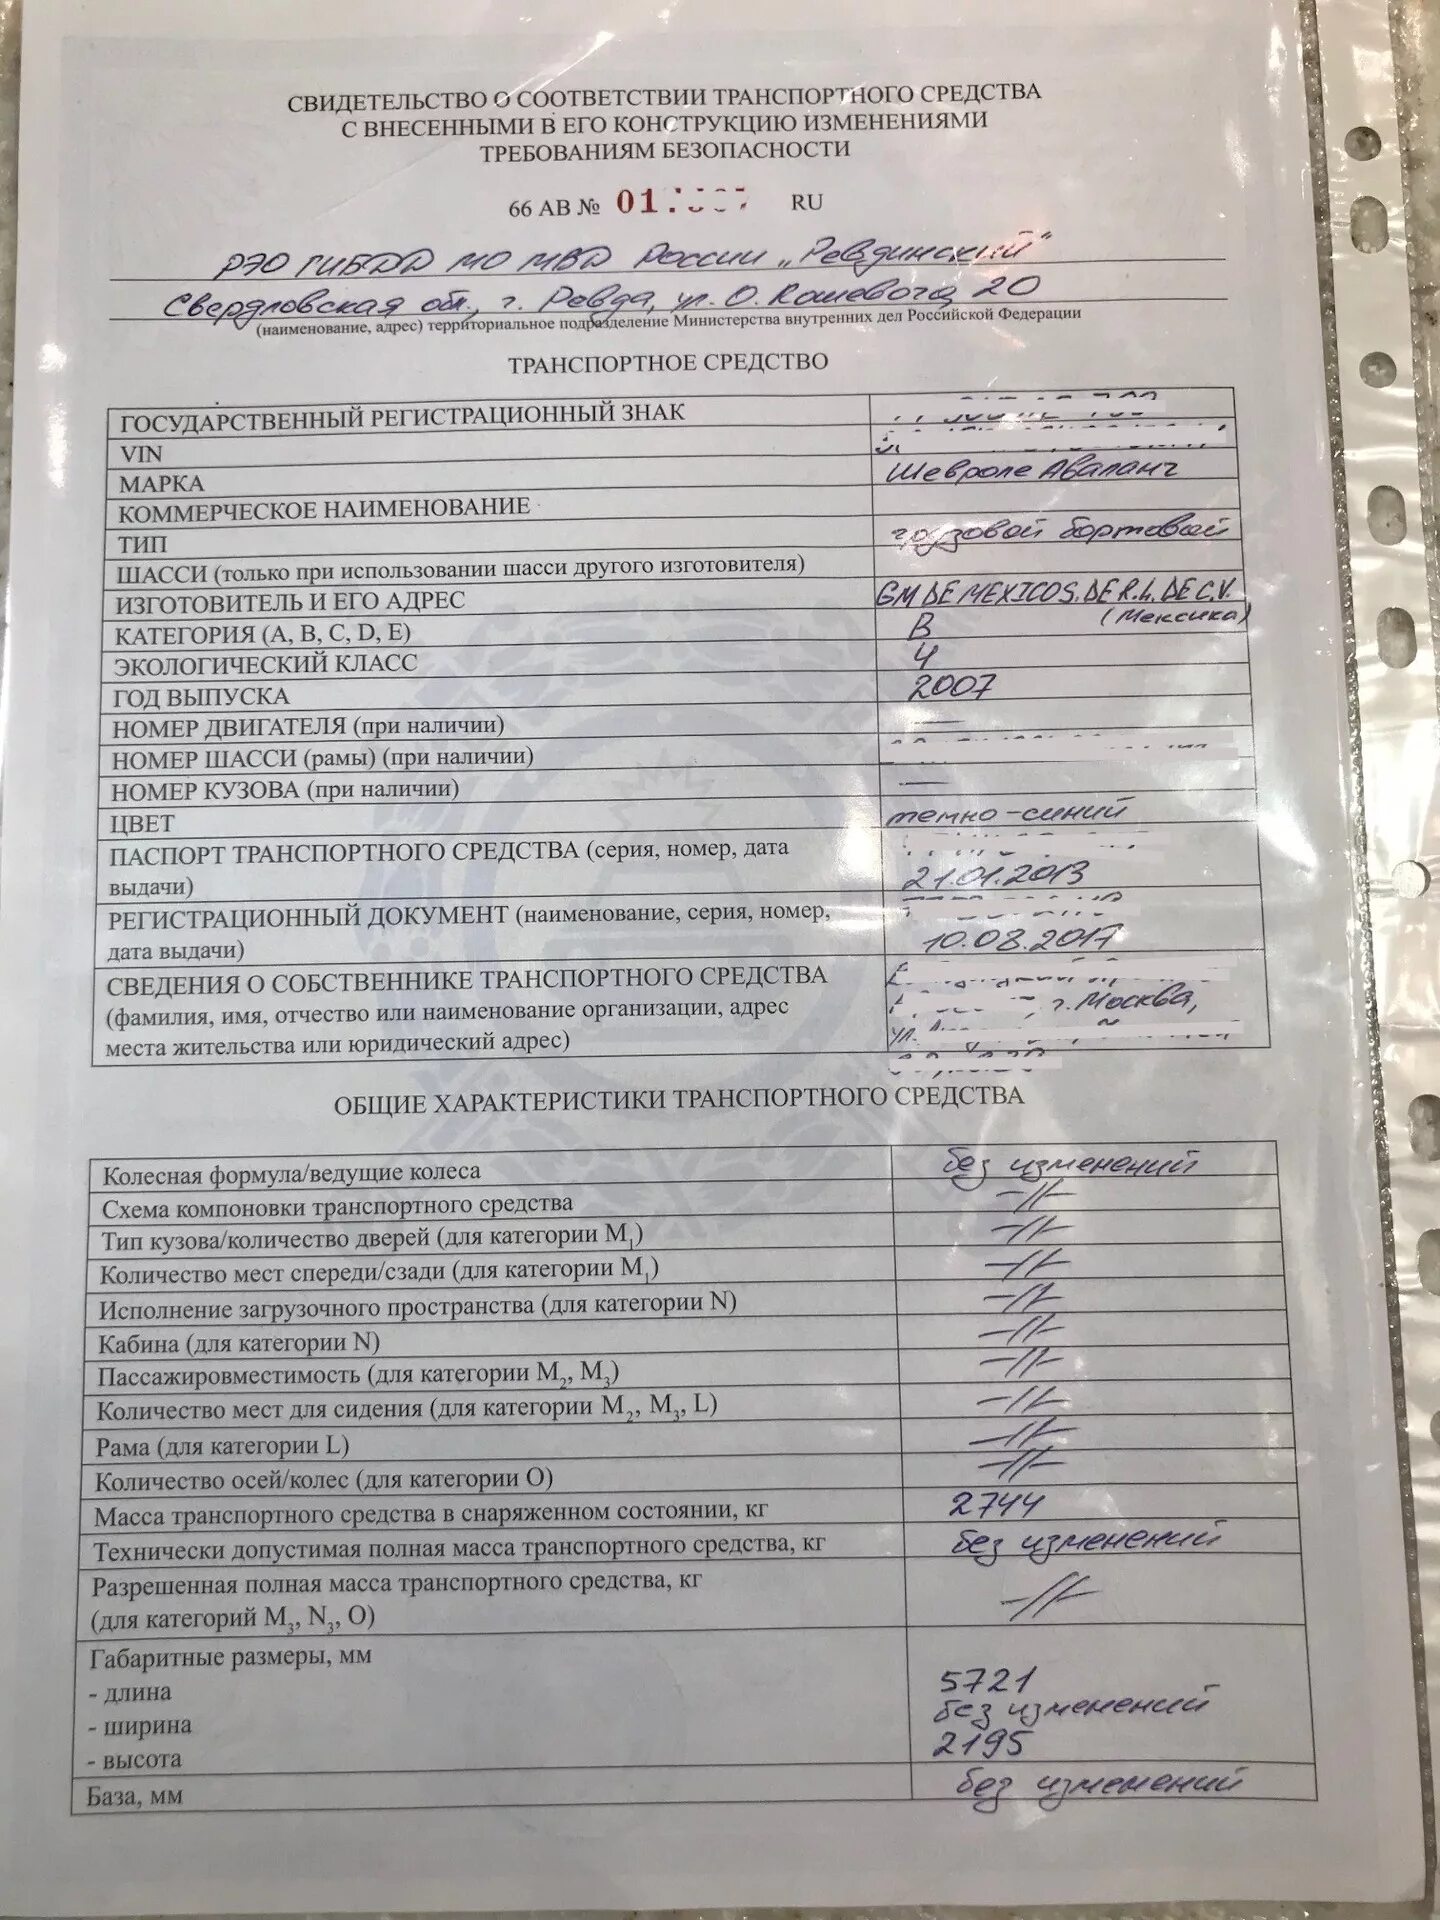 СВИДЕТЕЛЬСТВО О СООТВЕТСТВИИ ТРАНСПОРТНОГО СРЕДСТВА
С ВНЕСЕННЫМИ В ЕГО КОНСТРУКЦИЮ ИЗМЕНЕНИЯМИ
ТРЕБОВАНИЯМ БЕЗОПАСНОСТИ
66 АВ № 01 RU
РЭО ГИБДД МО МВД России „Ревдинский"
Свердловская обл., г. Ревда, ул. О. Кошевого, 20
(наименование, адрес) территориальное подразделение Министерства внутренних дел Российской Федерации
ТРАНСПОРТНОЕ СРЕДСТВО
ГОСУДАРСТВЕННЫЙ РЕГИСТРАЦИОННЫЙ ЗНАК
VIN
МАРКА Шевроле Аваланч
КОММЕРЧЕСКОЕ НАИМЕНОВАНИЕ
ТИП грузовой бортовой
ШАССИ (только при использовании шасси другого изготовителя)
ИЗГОТОВИТЕЛЬ И ЕГО АДРЕС GM DE MEXICO S. DE R.L. DE C.V.
(Мексика)
КАТЕГОРИЯ (A, B, C, D, E) B
ЭКОЛОГИЧЕСКИЙ КЛАСС 4
ГОД ВЫПУСКА 2007
НОМЕР ДВИГАТЕЛЯ (при наличии) —
НОМЕР ШАССИ (рамы) (при наличии)
НОМЕР КУЗОВА (при наличии) —
ЦВЕТ темно-синий
ПАСПОРТ ТРАНСПОРТНОГО СРЕДСТВА (серия, номер, дата
выдачи) 21.01.2013
РЕГИСТРАЦИОННЫЙ ДОКУМЕНТ (наименование, серия, номер,
дата выдачи) 10.08.2017
СВЕДЕНИЯ О СОБСТВЕННИКЕ ТРАНСПОРТНОГО СРЕДСТВА
(фамилия, имя, отчество или наименование организации, адрес г. Москва,
места жительства или юридический адрес) ул.
ОБЩИЕ ХАРАКТЕРИСТИКИ ТРАНСПОРТНОГО СРЕДСТВА
Колесная формула/ведущие колеса без изменений
Схема компоновки транспортного средства -//-
Тип кузова/количество дверей (для категории M1) -//-
Количество мест спереди/сзади (для категории M1) -//-
Исполнение загрузочного пространства (для категории N) -//-
Кабина (для категории N) -//-
Пассажировместимость (для категории M2, M3) -//-
Количество мест для сидения (для категории M2, M3, L) -//-
Рама (для категории L) -//-
Количество осей/колес (для категории O) -//-
Масса транспортного средства в снаряженном состоянии, кг 2744
Технически допустимая полная масса транспортного средства, кг без изменений
Разрешенная полная масса транспортного средства, кг
(для категорий M3, N3, O) -//-
Габаритные размеры, мм
- длина 5721
- ширина без изменений
- высота 2195
База, мм без изменений